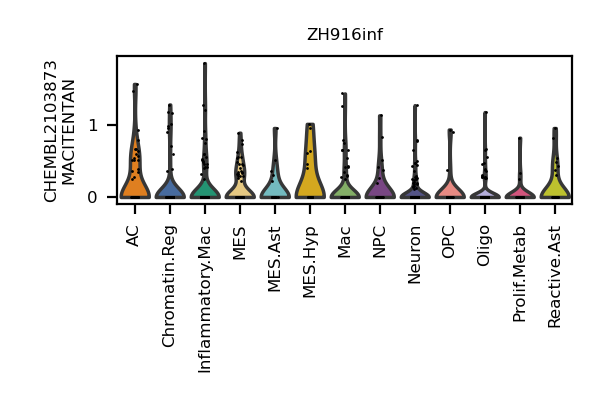 ZH916inf
CHEMBL2103873
MACITENTAN
1
0
AC
Chromatin.Reg
Inflammatory.Mac
MES
MES.Ast
MES.Hyp
Mac
NPC
Neuron
OPC
Oligo
Prolif.Metab
Reactive.Ast